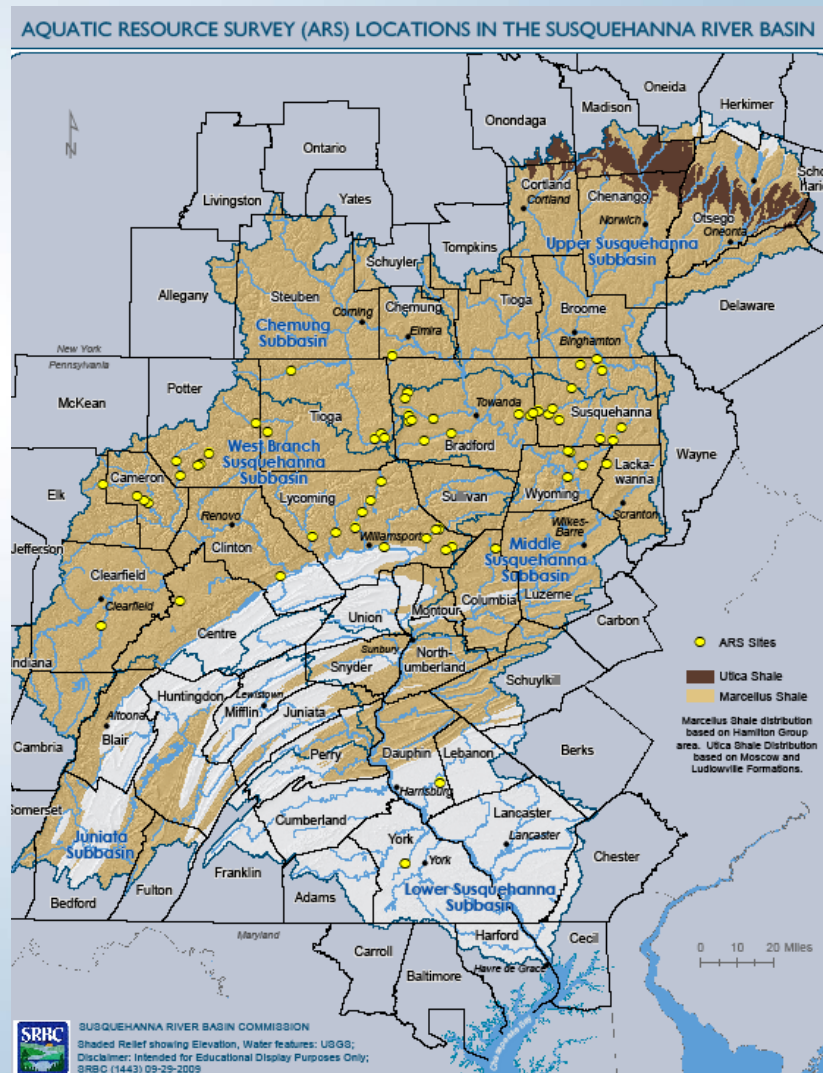 AQUATIC RESOURCE SURVEY (ARS) LOCATIONS IN THE SUSQUEHANNA RIVER BASIN
Oneida
Madison
Herkimer
Onondaga
Ontario
Livingston
Yates
Cortland
Cortland
Chenango
Norwich
Otsego
Oneonta
Upper Susquehanna
Subbasin
Tompkins
Schuyler
Allegany
Steuben
Corning
Chemung
Elmira
Tioga
Broome
Binghamton
Delaware
Chemung
Subbasin
New York
Pennsylvania
McKean
Potter
Tioga
Towanda
Bradford
Susquehanna
Wayne
West Branch
Susquehanna
Subbasin
Elk
Cameron
Lycoming
Sullivan
Wyoming
Lacka-
wanna
Scranton
Renovo
Clinton
Williamsport
Wilkes-
Barre
Jefferson
Middle
Susquehanna
Subbasin
Clearfield
Clearfield
Centre
Union
Montour
Columbia
Luzerne
Carbon
Indiana
Snyder
Sunbury
North-
umberland
Schuylkill
Huntingdon
Lewistown
Mifflin
Juniata
Altoona
Blair
Cambria
Perry
Dauphin
Lebanon
Berks
Somerset
Harrisburg
Cumberland
Lancaster
Lancaster
Juniata
Subbasin
York
York
Chester
Franklin
Lower Susquehanna
Subbasin
Bedford
Fulton
Adams
Maryland
Harford
Cecil
Carroll
Baltimore
Havre de Grace
ARS Sites
Utica Shale
Marcellus Shale
Marcellus Shale distribution
based on Hamilton Group
area. Utica Shale Distribution
based on Moscow and
Ludlowville Formations.
0 10 20 Miles
SRBC
SUSQUEHANNA RIVER BASIN COMMISSION
Shaded Relief showing Elevation, Water features: USGS;
Disclaimer: Intended for Educational Display Purposes Only;
SRBC (1443) 09-29-2009